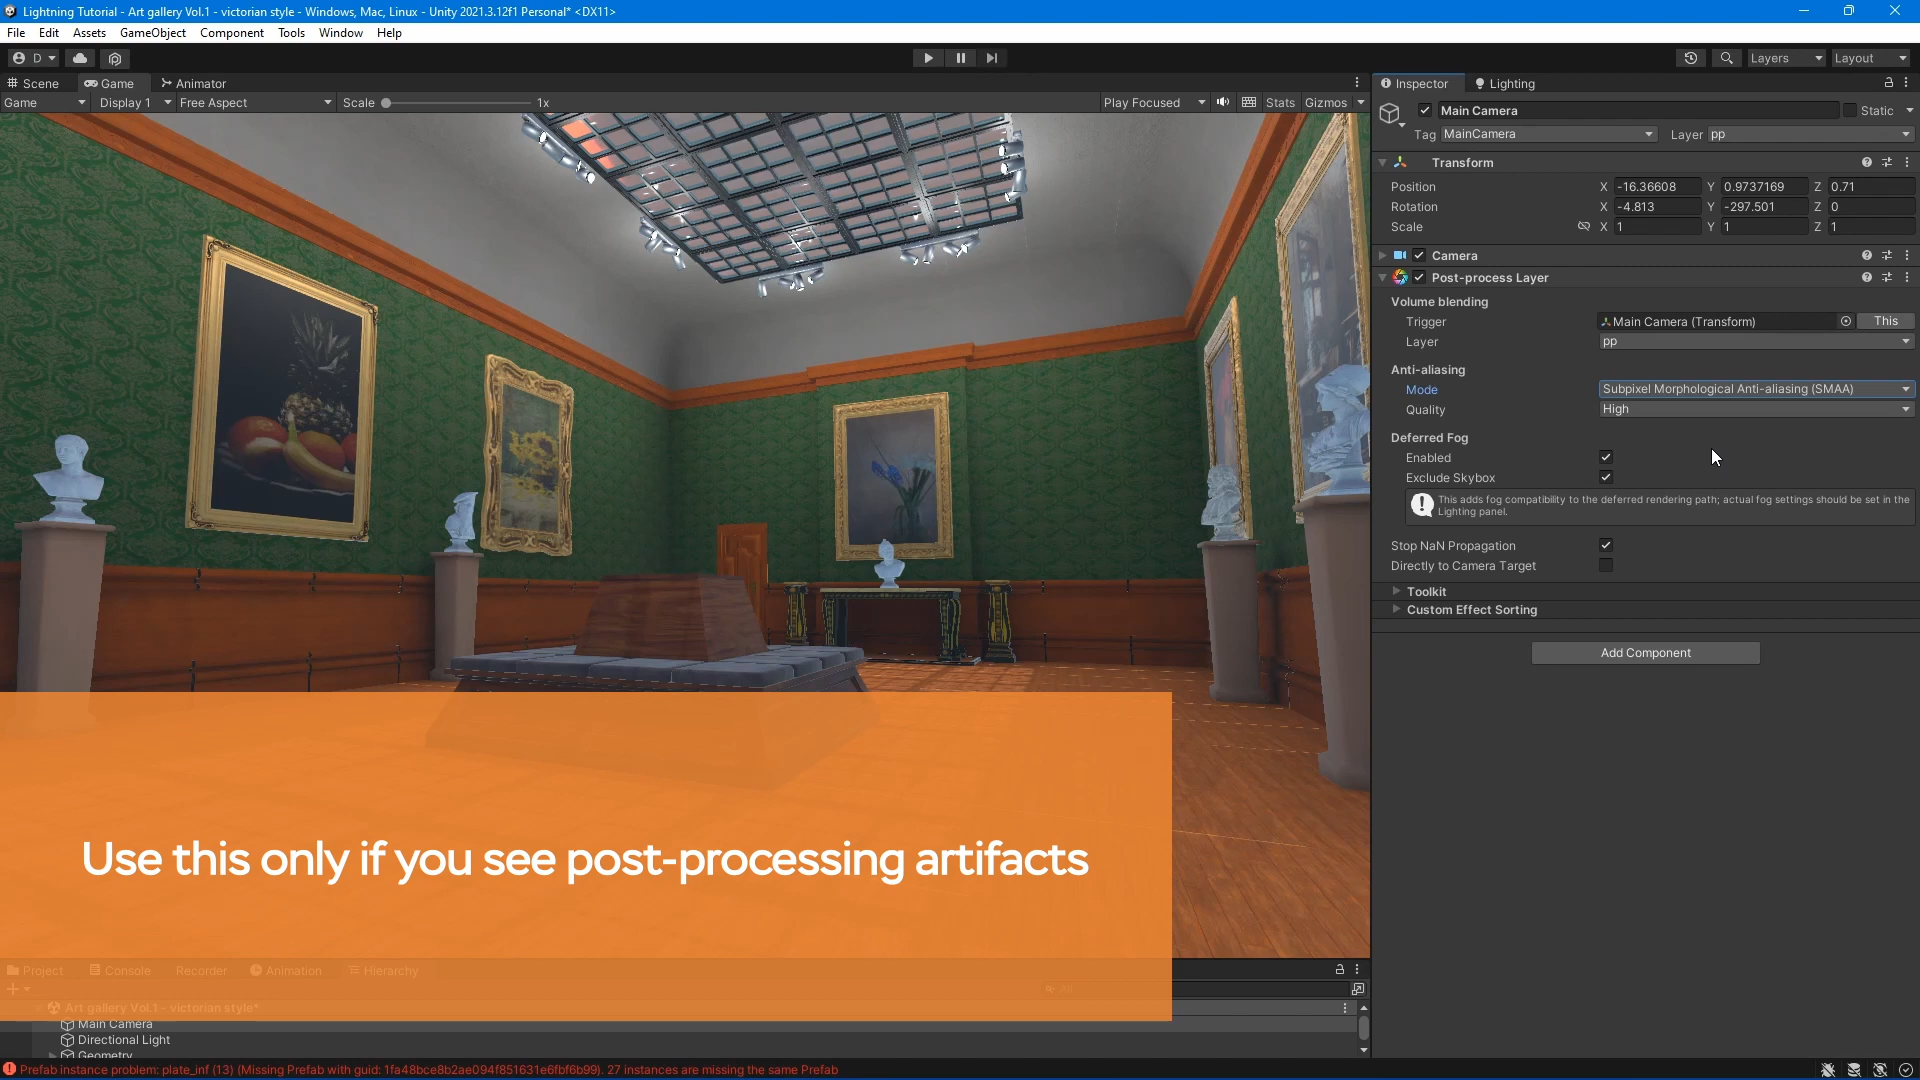 Lightning Tutorial - Art gallery Vol.1 - victorian style - Windows, Mac, Linux - Unity 2021.3.12f1 Personal* <DX11>
File Edit Assets GameObject Component Tools Window Help
D Layers Layout
Scene Game Animator
Inspector Lighting
Game Display 1 Free Aspect Scale 1x Play Focused Stats Gizmos
Main Camera Static
Tag MainCamera Layer pp
Transform
Position X -16.36608 Y 0.9737169 Z 0.71
Rotation X -4.813 Y -297.501 Z 0
Scale X 1 Y 1 Z 1
Camera
Post-process Layer
Volume blending
Trigger Main Camera (Transform) This
Layer pp
Anti-aliasing
Mode Subpixel Morphological Anti-aliasing (SMAA)
Quality High
Deferred Fog
Enabled
Exclude Skybox
This adds fog compatibility to the deferred rendering path; actual fog settings should be set in the
Lighting panel.
Stop NaN Propagation
Directly to Camera Target
Toolkit
Custom Effect Sorting
Add Component
Use this only if you see post-processing artifacts
Project Console Recorder Animation Hierarchy
All
Art gallery Vol.1 - victorian style*
Main Camera
Directional Light
Geometry
Prefab instance problem: plate_inf (13) (Missing Prefab with guid: 1fa48bce8b2ae094f851631e6fbf6b99). 27 instances are missing the same Prefab